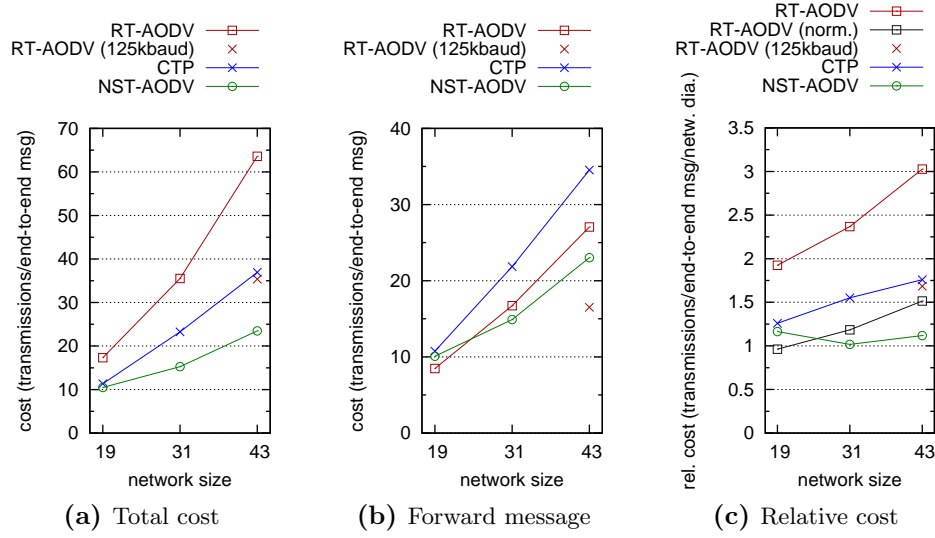 RT-AODV
RT-AODV (125kbaud)
CTP
NST-AODV
cost (transmissions/end-to-end msg)
70
60
50
40
30
20
10
0
19 31 43
network size
(a) Total cost
RT-AODV
RT-AODV (125kbaud)
CTP
NST-AODV
cost (transmissions/end-to-end msg)
40
30
20
10
0
19 31 43
network size
(b) Forward message
RT-AODV
RT-AODV (norm.)
RT-AODV (125kbaud)
CTP
NST-AODV
rel. cost (transmissions/end-to-end msg/netw. dia.)
3.5
3
2.5
2
1.5
1
0.5
0
19 31 43
network size
(c) Relative cost